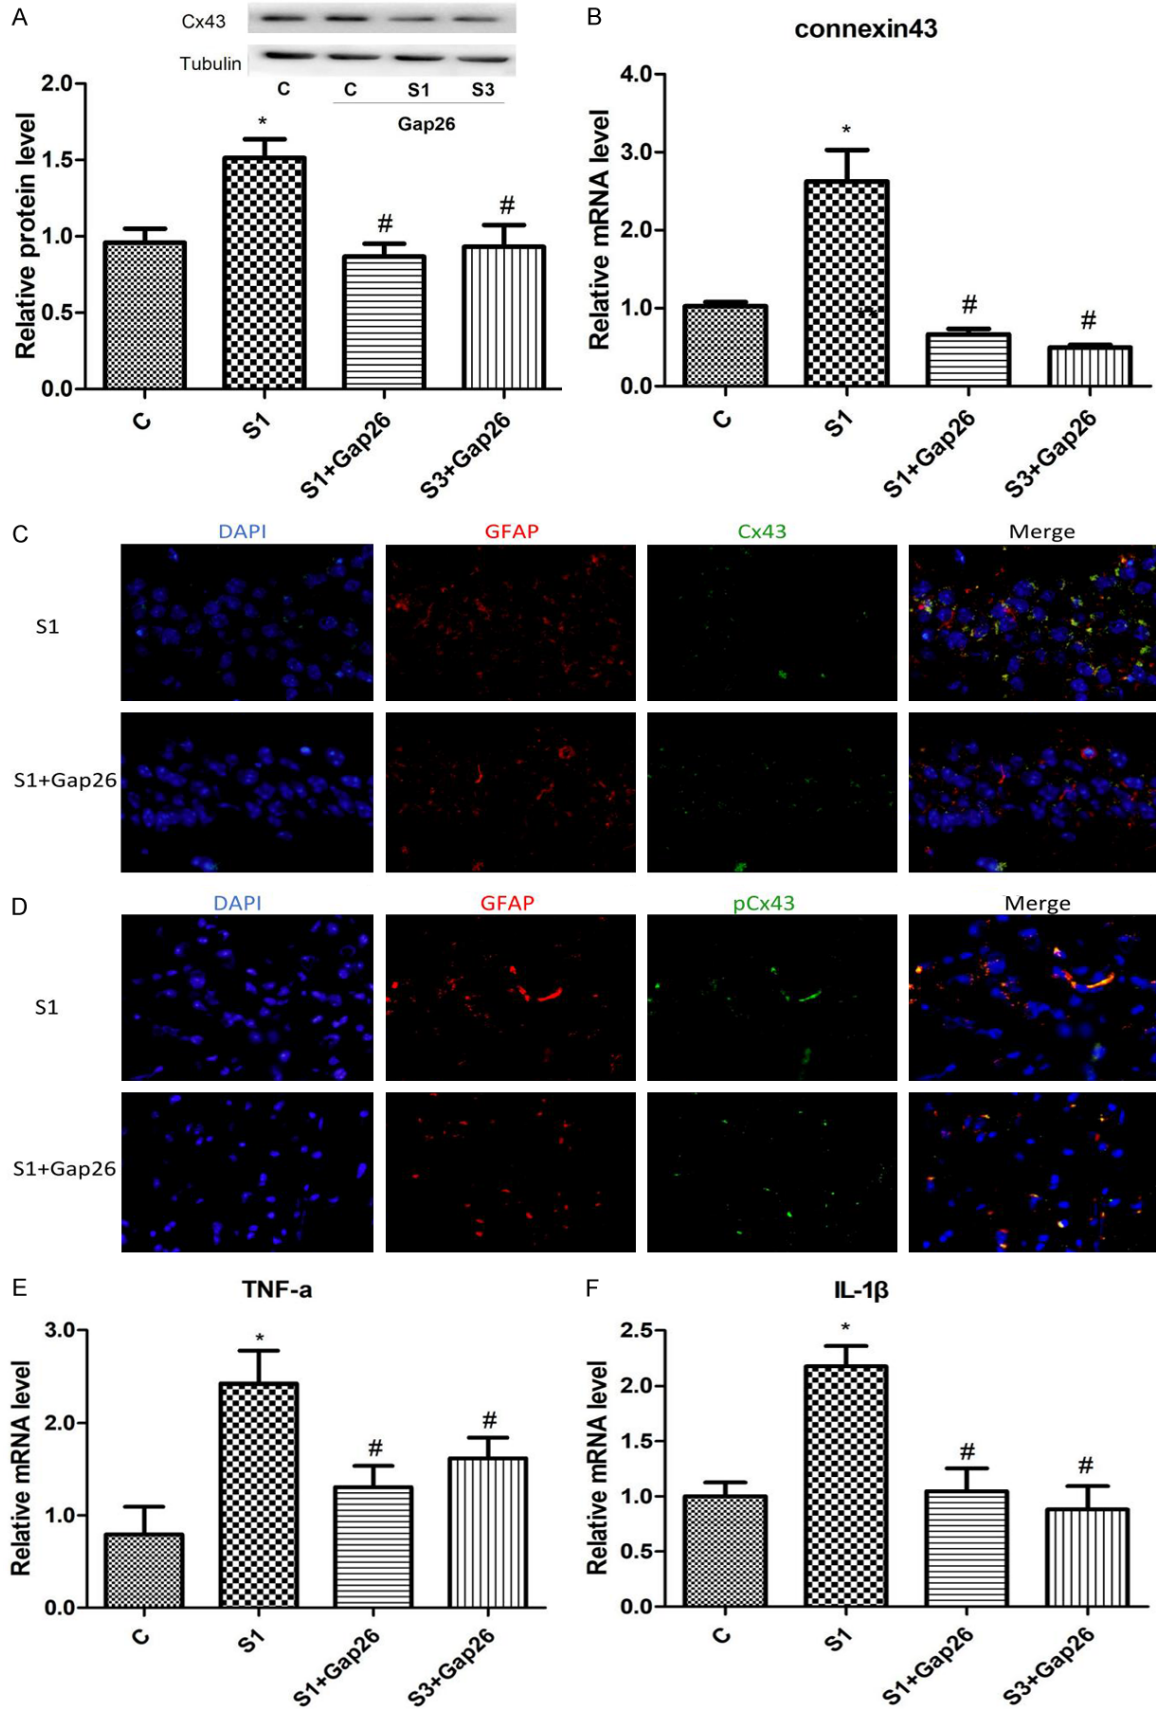 A
Cx43
Tubulin
C C S1 S3
Gap26
Relative protein level
2.0
1.5
1.0
0.5
0.0
*
#
#
C
S1
S1+Gap26
S3+Gap26
B
connexin43
Relative mRNA level
4.0
3.0
2.0
1.0
0.0
*
#
#
C
S1
S1+Gap26
S3+Gap26
C
DAPI GFAP Cx43 Merge
S1
S1+Gap26
D
DAPI GFAP pCx43 Merge
S1
S1+Gap26
E
TNF-a
Relative mRNA level
3.0
2.0
1.0
0.0
*
#
#
C
S1
S1+Gap26
S3+Gap26
F
IL-1β
Relative mRNA level
2.5
2.0
1.5
1.0
0.5
0.0
*
#
#
C
S1
S1+Gap26
S3+Gap26